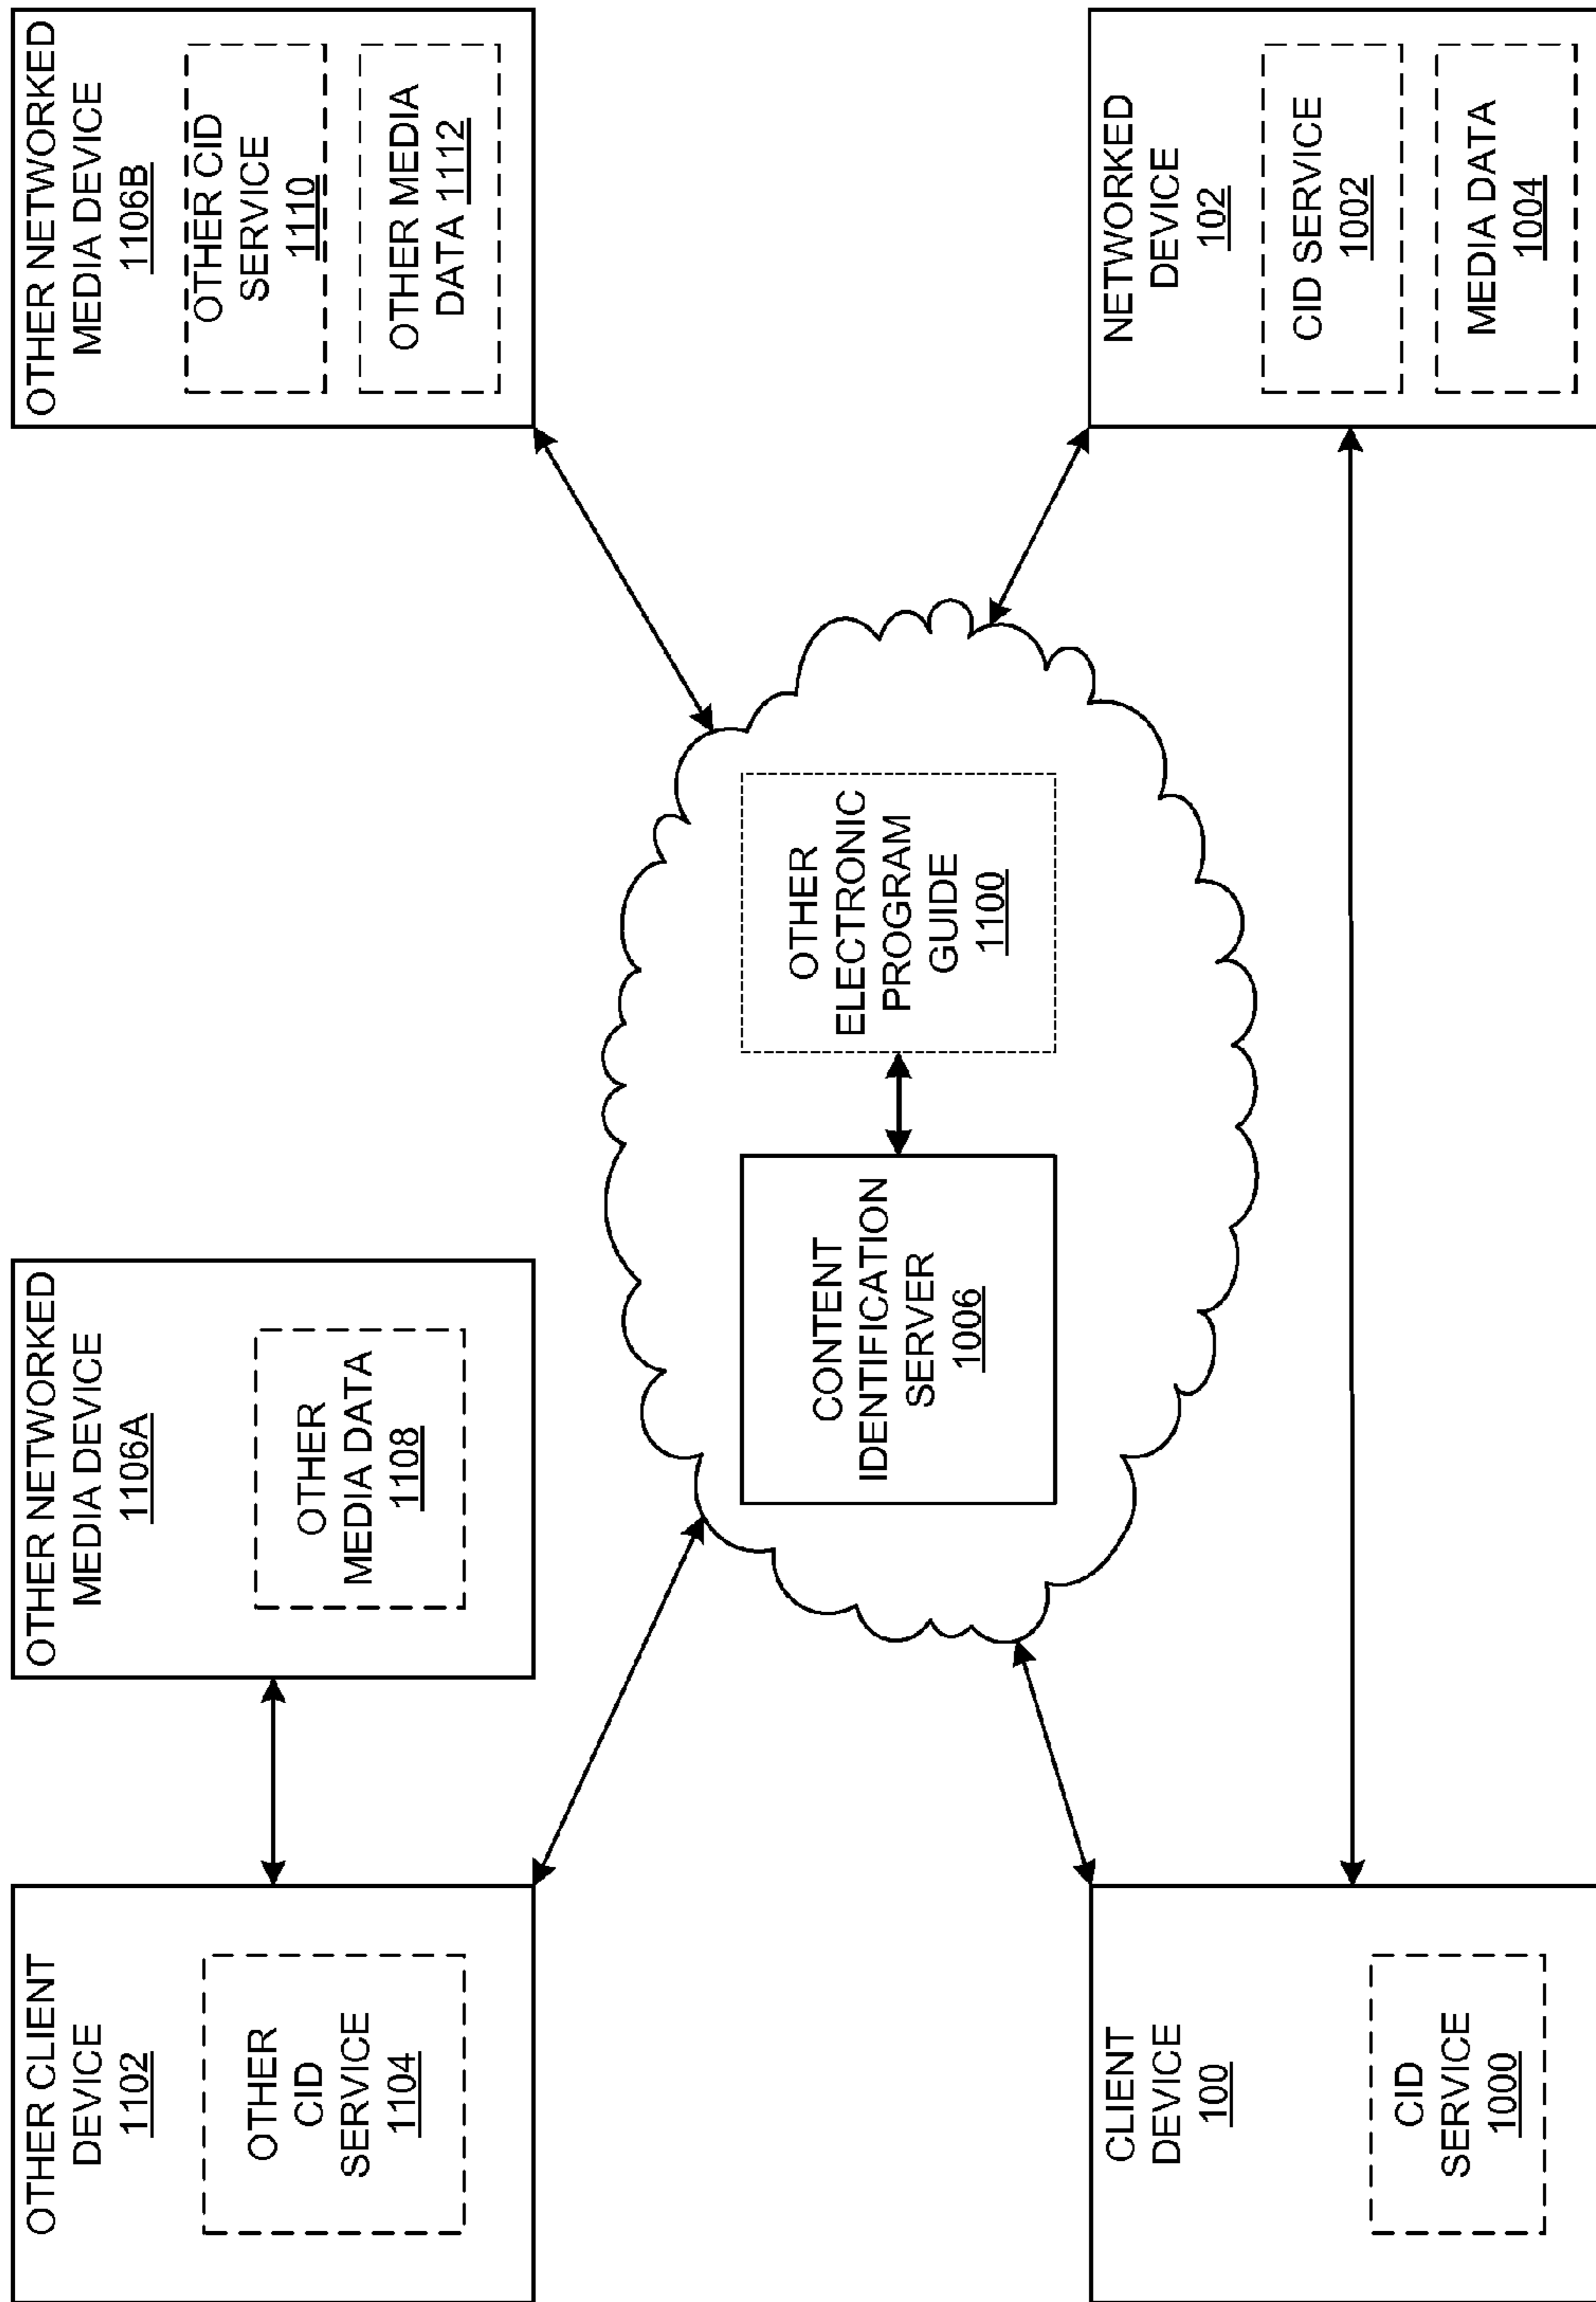 OTHER CLIENT
DEVICE
1102
OTHER
CID
SERVICE
1104
OTHER NETWORKED
MEDIA DEVICE
1106A
OTHER
MEDIA DATA
1108
OTHER NETWORKED
MEDIA DEVICE
1106B
OTHER CID
SERVICE
1110
OTHER MEDIA
DATA 1112
CONTENT
IDENTIFICATION
SERVER
1006
OTHER
ELECTRONIC
PROGRAM
GUIDE
1100
CLIENT
DEVICE
100
CID
SERVICE
1000
NETWORKED
DEVICE
102
CID SERVICE
1002
MEDIA DATA
1004